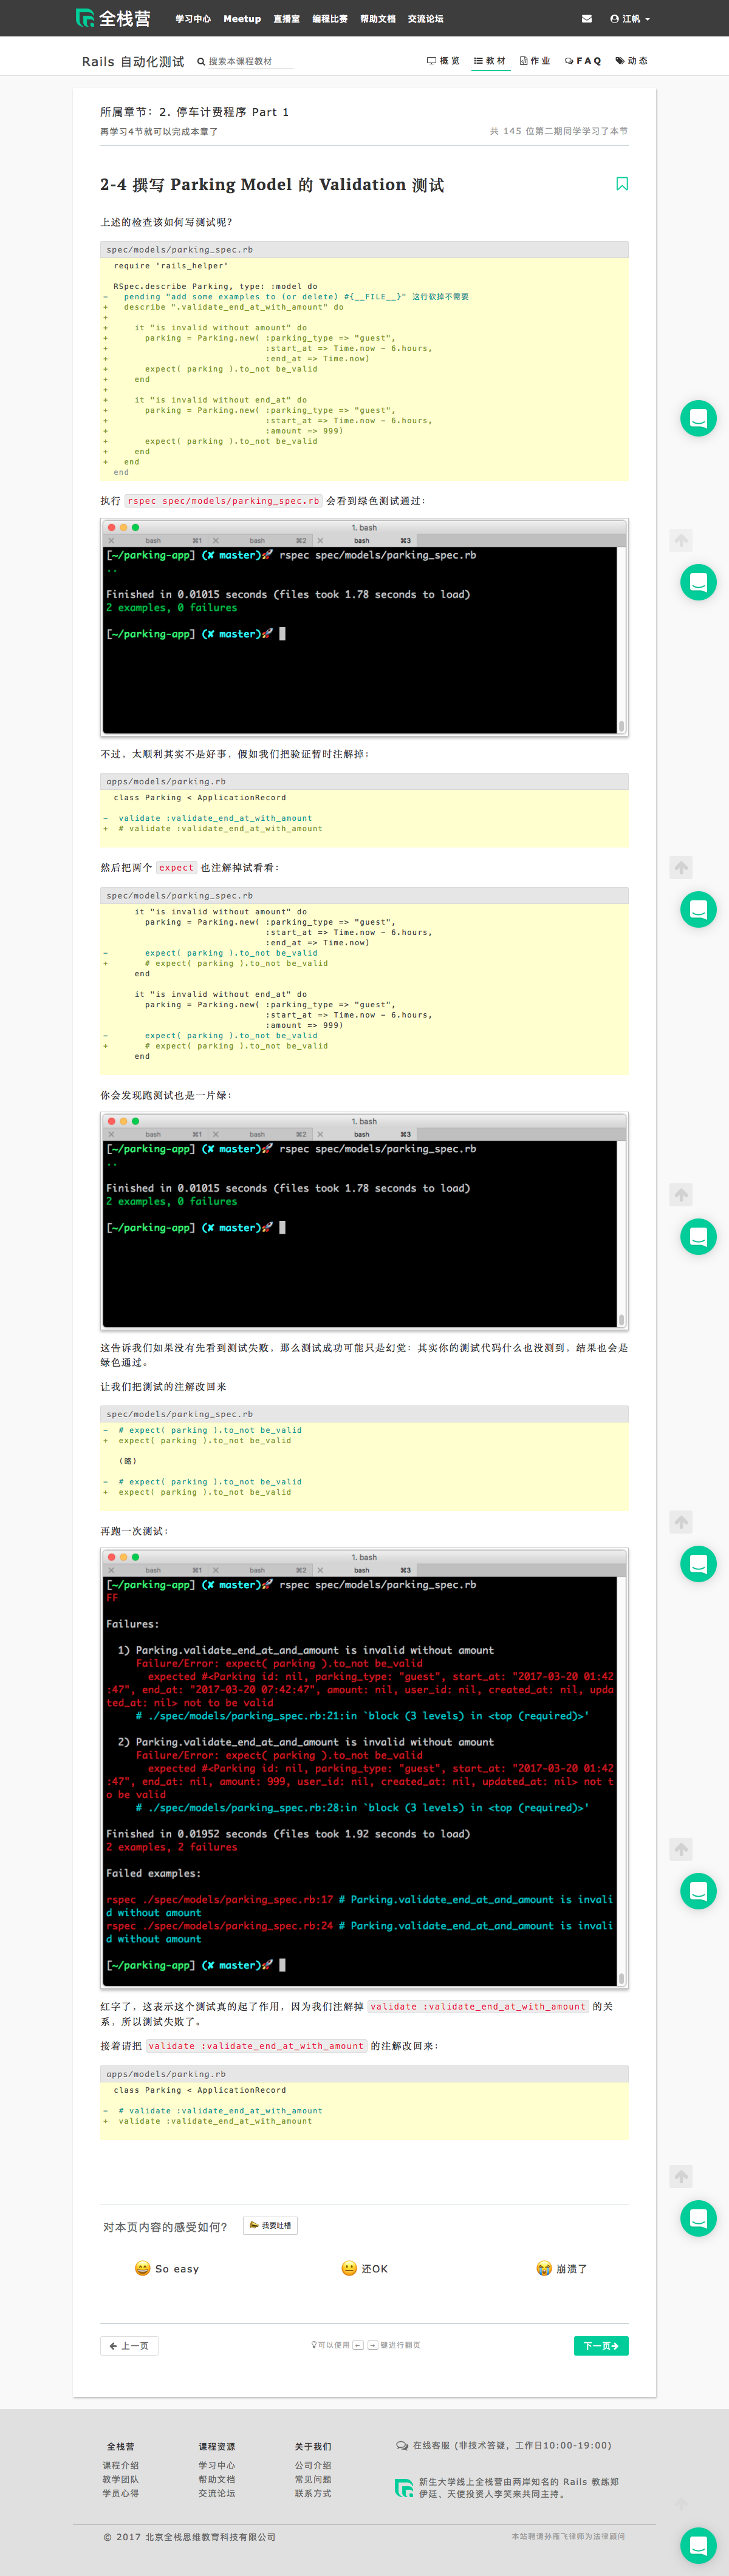 全栈营 学习中心 Meetup 直播室 编程比赛 帮助文档 交流论坛 江帆
Rails 自动化测试 搜索本课程教材 概览 教材 作业 FAQ 动态
所属章节：2. 停车计费程序 Part 1
再学习4节就可以完成本章了 共 145 位第二期同学学习了本节
2-4 撰写 Parking Model 的 Validation 测试
上述的检查该如何写测试呢？
spec/models/parking_spec.rb
require 'rails_helper'
RSpec.describe Parking, type: :model do
-   pending "add some examples to (or delete) #{__FILE__}" 这行砍掉不需要
+   describe ".validate_end_at_with_amount" do
+
+     it "is invalid without amount" do
+       parking = Parking.new( :parking_type => "guest",
+                              :start_at => Time.now - 6.hours,
+                              :end_at => Time.now)
+       expect( parking ).to_not be_valid
+     end
+
+     it "is invalid without end_at" do
+       parking = Parking.new( :parking_type => "guest",
+                              :start_at => Time.now - 6.hours,
+                              :amount => 999)
+       expect( parking ).to_not be_valid
+     end
+   end
end
执行 rspec spec/models/parking_spec.rb 会看到绿色测试通过：
1. bash
× bash ⌘1 × bash ⌘2 × bash ⌘3
[~/parking-app] (✘ master)🚀 rspec spec/models/parking_spec.rb
..
Finished in 0.01015 seconds (files took 1.78 seconds to load)
2 examples, 0 failures
[~/parking-app] (✘ master)🚀
不过，太顺利其实不是好事，假如我们把验证暂时注解掉：
apps/models/parking.rb
class Parking < ApplicationRecord
-  validate :validate_end_at_with_amount
+  # validate :validate_end_at_with_amount
然后把两个 expect 也注解掉试看看：
spec/models/parking_spec.rb
it "is invalid without amount" do
parking = Parking.new( :parking_type => "guest",
:start_at => Time.now - 6.hours,
:end_at => Time.now)
-       expect( parking ).to_not be_valid
+       # expect( parking ).to_not be_valid
end
it "is invalid without end_at" do
parking = Parking.new( :parking_type => "guest",
:start_at => Time.now - 6.hours,
:amount => 999)
-       expect( parking ).to_not be_valid
+       # expect( parking ).to_not be_valid
end
你会发现跑测试也是一片绿：
1. bash
× bash ⌘1 × bash ⌘2 × bash ⌘3
[~/parking-app] (✘ master)🚀 rspec spec/models/parking_spec.rb
..
Finished in 0.01015 seconds (files took 1.78 seconds to load)
2 examples, 0 failures
[~/parking-app] (✘ master)🚀
这告诉我们如果没有先看到测试失败，那么测试成功可能只是幻觉：其实你的测试代码什么也没测到，结果也会是
绿色通过。
让我们把测试的注解改回来
spec/models/parking_spec.rb
-  # expect( parking ).to_not be_valid
+  expect( parking ).to_not be_valid
(略)
-  # expect( parking ).to_not be_valid
+  expect( parking ).to_not be_valid
再跑一次测试：
1. bash
× bash ⌘1 × bash ⌘2 × bash ⌘3
[~/parking-app] (✘ master)🚀 rspec spec/models/parking_spec.rb
FF
Failures:
1) Parking.validate_end_at_and_amount is invalid without amount
Failure/Error: expect( parking ).to_not be_valid
expected #<Parking id: nil, parking_type: "guest", start_at: "2017-03-20 01:42
:47", end_at: "2017-03-20 07:42:47", amount: nil, user_id: nil, created_at: nil, upda
ted_at: nil> not to be valid
# ./spec/models/parking_spec.rb:21:in `block (3 levels) in <top (required)>'
2) Parking.validate_end_at_and_amount is invalid without amount
Failure/Error: expect( parking ).to_not be_valid
expected #<Parking id: nil, parking_type: "guest", start_at: "2017-03-20 01:42
:47", end_at: nil, amount: 999, user_id: nil, created_at: nil, updated_at: nil> not t
o be valid
# ./spec/models/parking_spec.rb:28:in `block (3 levels) in <top (required)>'
Finished in 0.01952 seconds (files took 1.92 seconds to load)
2 examples, 2 failures
Failed examples:
rspec ./spec/models/parking_spec.rb:17 # Parking.validate_end_at_and_amount is invali
d without amount
rspec ./spec/models/parking_spec.rb:24 # Parking.validate_end_at_and_amount is invali
d without amount
[~/parking-app] (✘ master)🚀
红字了，这表示这个测试真的起了作用，因为我们注解掉 validate :validate_end_at_with_amount 的关
系，所以测试失败了。
接着请把 validate :validate_end_at_with_amount 的注解改回来：
apps/models/parking.rb
class Parking < ApplicationRecord
-  # validate :validate_end_at_with_amount
+  validate :validate_end_at_with_amount
对本页内容的感受如何？ 我要吐槽
So easy 还OK 崩溃了
← 上一页 可以使用 ← → 键进行翻页 下一页→
全栈营 课程资源 关于我们 在线客服 (非技术答疑，工作日10:00-19:00)
课程介绍 学习中心 公司介绍
教学团队 帮助文档 常见问题 新生大学线上全栈营由两岸知名的 Rails 教练郑
学员心得 交流论坛 联系方式 伊廷、天使投资人李笑来共同主持。
© 2017 北京全栈思维教育科技有限公司 本站聘请孙雁飞律师为法律顾问